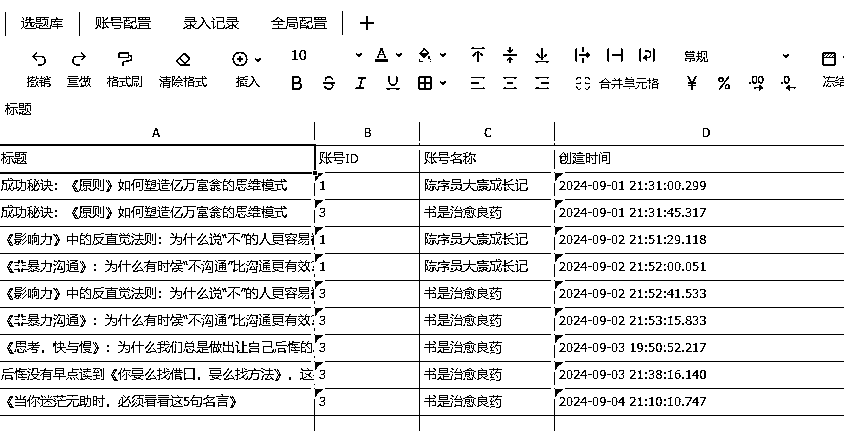 选题库 账号配置 录入记录 全局配置 +
10 A 常规
撤销 重做 格式刷 清除格式 插入 B S I U 合并单元格 ¥ % .00 .0 冻结
标题
A B C D
标题 账号ID 账号名称 创建时间
成功秘诀：《原则》如何塑造亿万富翁的思维模式 1 陈序员大宸成长记 2024-09-01 21:31:00.299
成功秘诀：《原则》如何塑造亿万富翁的思维模式 3 书是治愈良药 2024-09-01 21:31:45.317
《影响力》中的反直觉法则：为什么说“不”的人更容易 1 陈序员大宸成长记 2024-09-02 21:51:29.118
《非暴力沟通》：为什么有时候“不沟通”比沟通更有效 1 陈序员大宸成长记 2024-09-02 21:52:00.051
《影响力》中的反直觉法则：为什么说“不”的人更容易 3 书是治愈良药 2024-09-02 21:52:41.533
《非暴力沟通》：为什么有时候“不沟通”比沟通更有效 3 书是治愈良药 2024-09-02 21:53:15.833
《思考，快与慢》：为什么我们总是做出让自己后悔的 3 书是治愈良药 2024-09-03 19:50:52.217
后悔没有早点读到《你要么找借口，要么找方法》，这 3 书是治愈良药 2024-09-03 21:38:16.140
《当你迷茫无助时，必须看看这5句名言》 3 书是治愈良药 2024-09-04 21:10:10.747